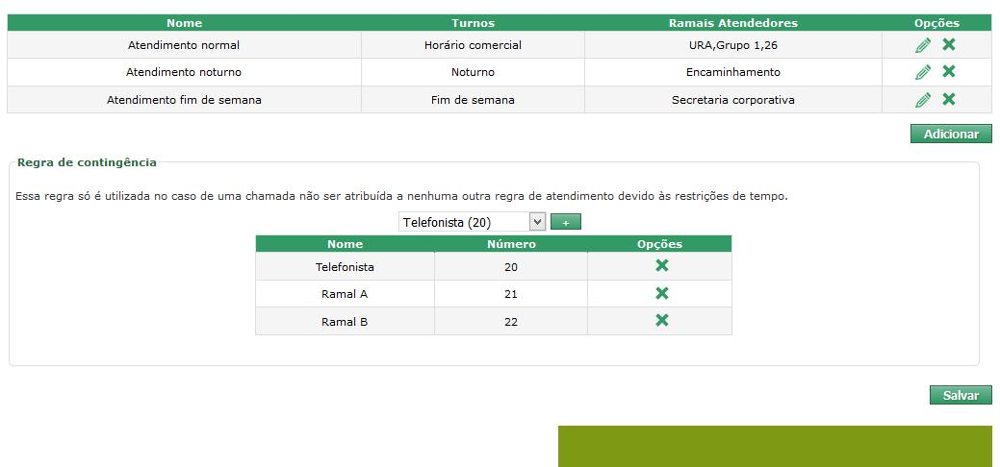 Nome Turnos Ramais Atendedores Opções
Atendimento normal Horário comercial URA,Grupo 1,26
Atendimento noturno Noturno Encaminhamento
Atendimento fim de semana Fim de semana Secretaria corporativa
Adicionar
Regra de contingência
Essa regra só é utilizada no caso de uma chamada não ser atribuída a nenhuma outra regra de atendimento devido às restrições de tempo.
Telefonista (20) +
Nome Número Opções
Telefonista 20
Ramal A 21
Ramal B 22
Salvar